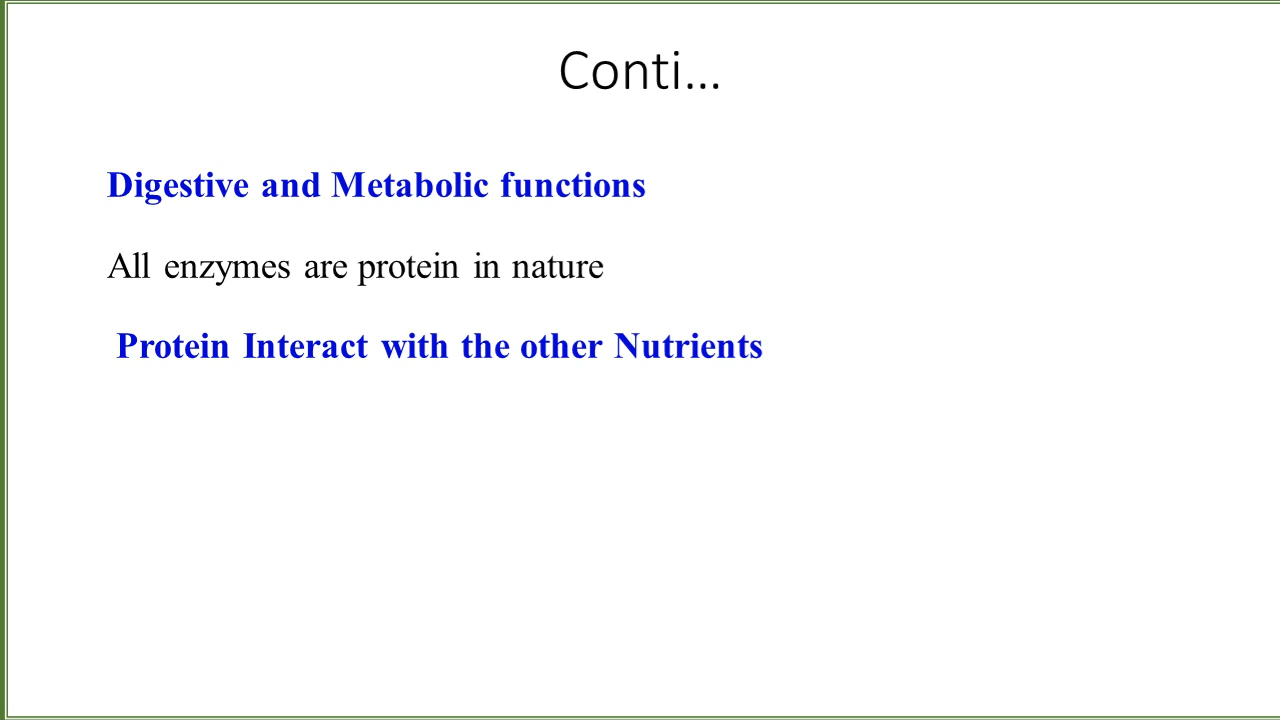 Conti...
Digestive and Metabolic functions
All enzymes are protein in nature
Protein Interact with the other Nutrients